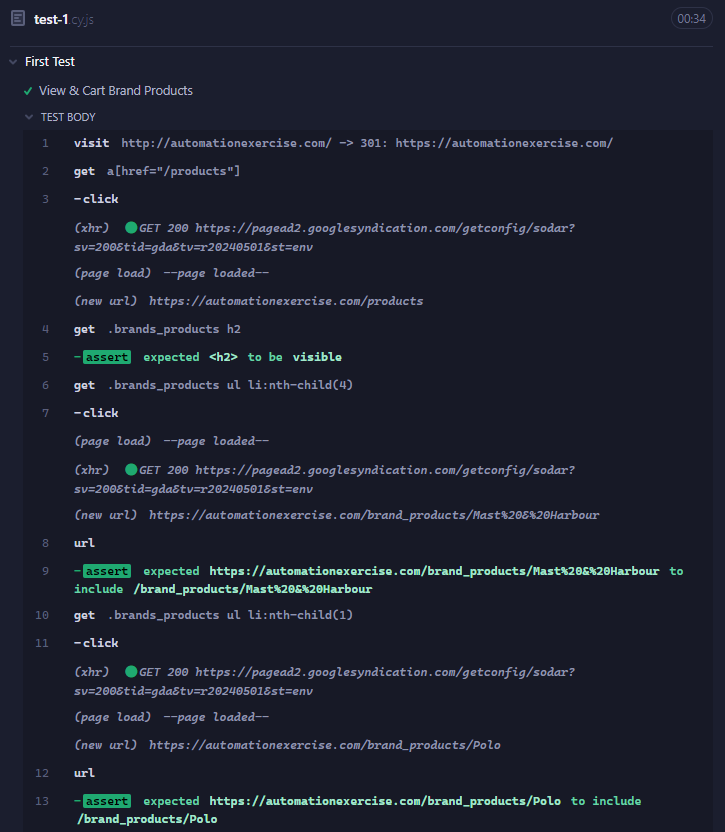 test-1.cy.js 00:34
First Test
View & Cart Brand Products
TEST BODY
1 visit http://automationexercise.com/ -> 301: https://automationexercise.com/
2 get a[href="/products"]
3 -click
(xhr) GET 200 https://pagead2.googlesyndication.com/getconfig/sodar?
sv=200&tid=gda&tv=r20240501&st=env
(page load) --page loaded--
(new url) https://automationexercise.com/products
4 get .brands_products h2
5 -assert expected <h2> to be visible
6 get .brands_products ul li:nth-child(4)
7 -click
(page load) --page loaded--
(xhr) GET 200 https://pagead2.googlesyndication.com/getconfig/sodar?
sv=200&tid=gda&tv=r20240501&st=env
(new url) https://automationexercise.com/brand_products/Mast%20&%20Harbour
8 url
9 -assert expected https://automationexercise.com/brand_products/Mast%20&%20Harbour to
include /brand_products/Mast%20&%20Harbour
10 get .brands_products ul li:nth-child(1)
11 -click
(xhr) GET 200 https://pagead2.googlesyndication.com/getconfig/sodar?
sv=200&tid=gda&tv=r20240501&st=env
(page load) --page loaded--
(new url) https://automationexercise.com/brand_products/Polo
12 url
13 -assert expected https://automationexercise.com/brand_products/Polo to include
/brand_products/Polo